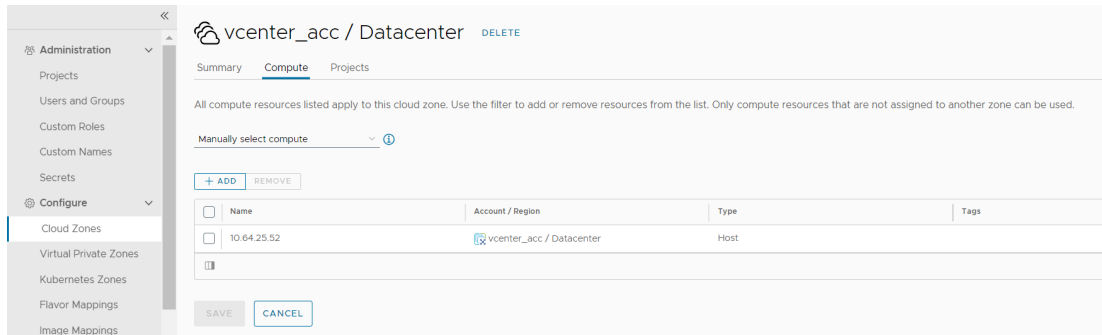 «
vcenter_acc / Datacenter DELETE
Administration
Projects
Users and Groups
Custom Roles
Custom Names
Secrets
Configure
Cloud Zones
Virtual Private Zones
Kubernetes Zones
Flavor Mappings
Image Mappings
Summary Compute Projects
All compute resources listed apply to this cloud zone. Use the filter to add or remove resources from the list. Only compute resources that are not assigned to another zone can be used.
Manually select compute
+ ADD REMOVE
Name Account / Region Type Tags
10.64.25.52 vcenter_acc / Datacenter Host
SAVE CANCEL